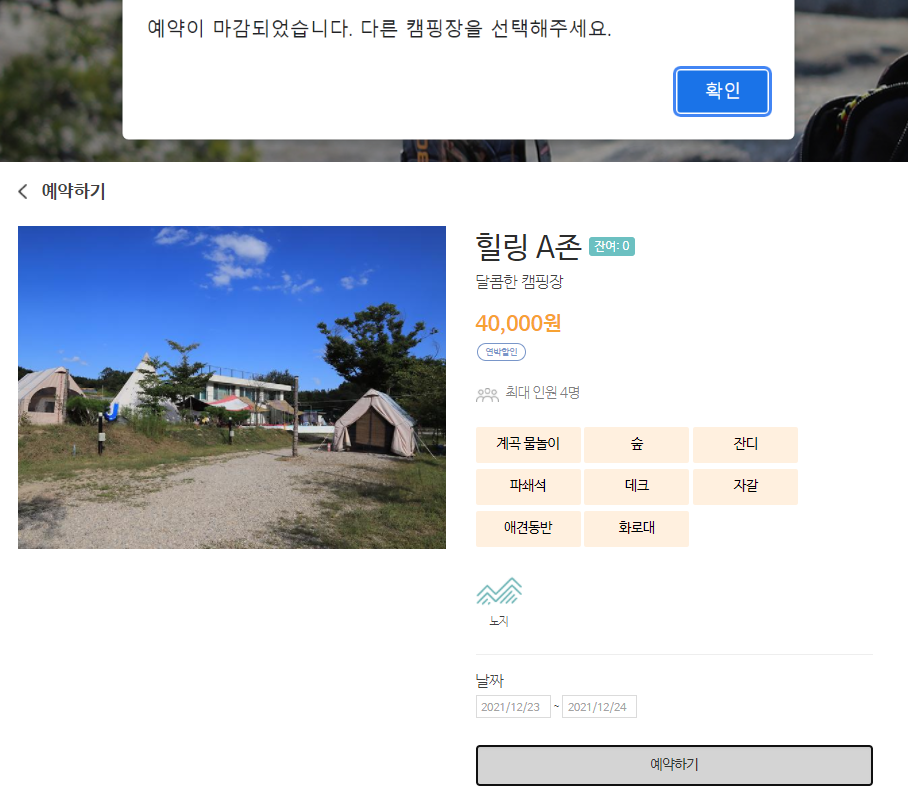 예약이 마감되었습니다. 다른 캠핑장을 선택해주세요.
확인
예약하기
힐링 A존 잔여: 0
달콤한 캠핑장
40,000원
연박할인
최대 인원 4명
계곡 물놀이 숲 잔디
파쇄석 데크 자갈
애견동반 화로대
노지
날짜
2021/12/23 ~ 2021/12/24
예약하기